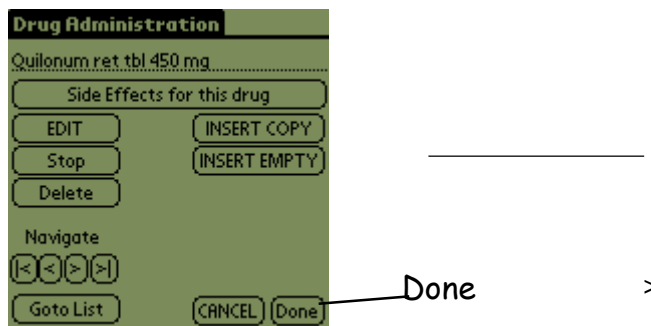 Drug Administration
Quilonum ret tbl 450 mg
Side Effects for this drug
EDIT INSERT COPY
Stop INSERT EMPTY
Delete
Navigate
|< < > >|
Goto List CANCEL Done
Done >